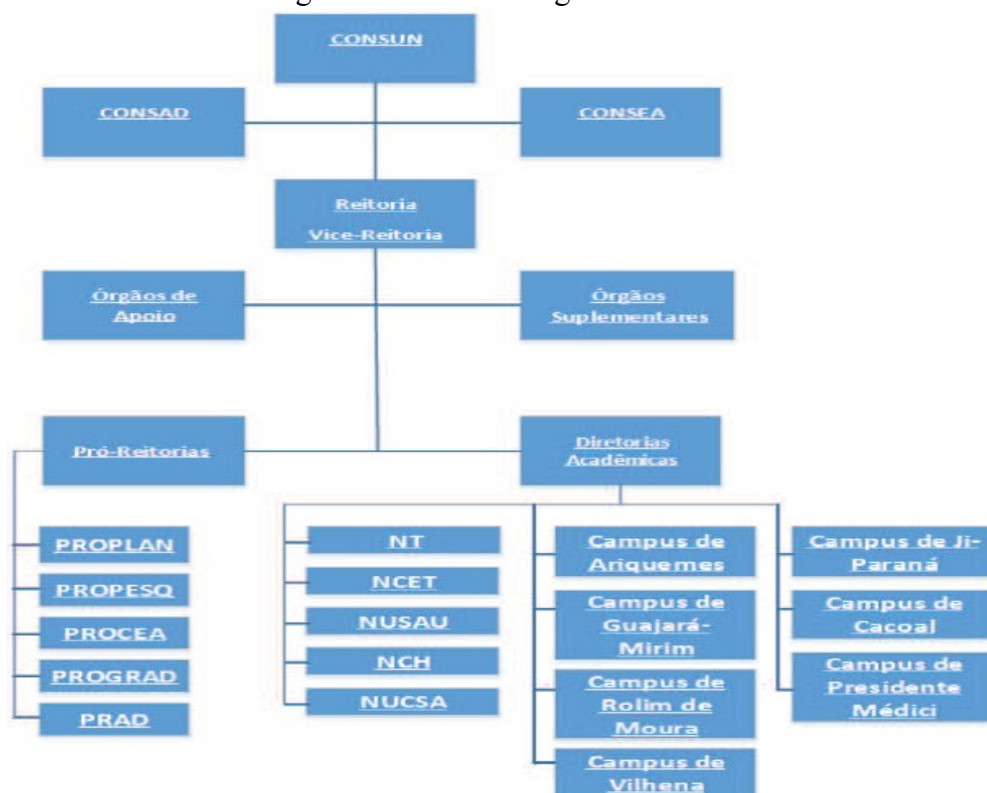 CONSUN
CONSAD
CONSEA
Reitoria
Vice-Reitoria
Órgãos de
Apoio
Órgãos
Suplementares
Pró-Reitorias
Diretorias
Acadêmicas
PROPLAN
PROPESQ
PROCEA
PROGRAD
PRAD
NT
NCET
NUSAU
NCH
NUCSA
Campus de
Ariquemes
Campus de
Guajará-
Mirim
Campus de
Rolim de
Moura
Campus de
Vilhena
Campus de Ji-
Paraná
Campus de
Cacoal
Campus de
Presidente
Médici